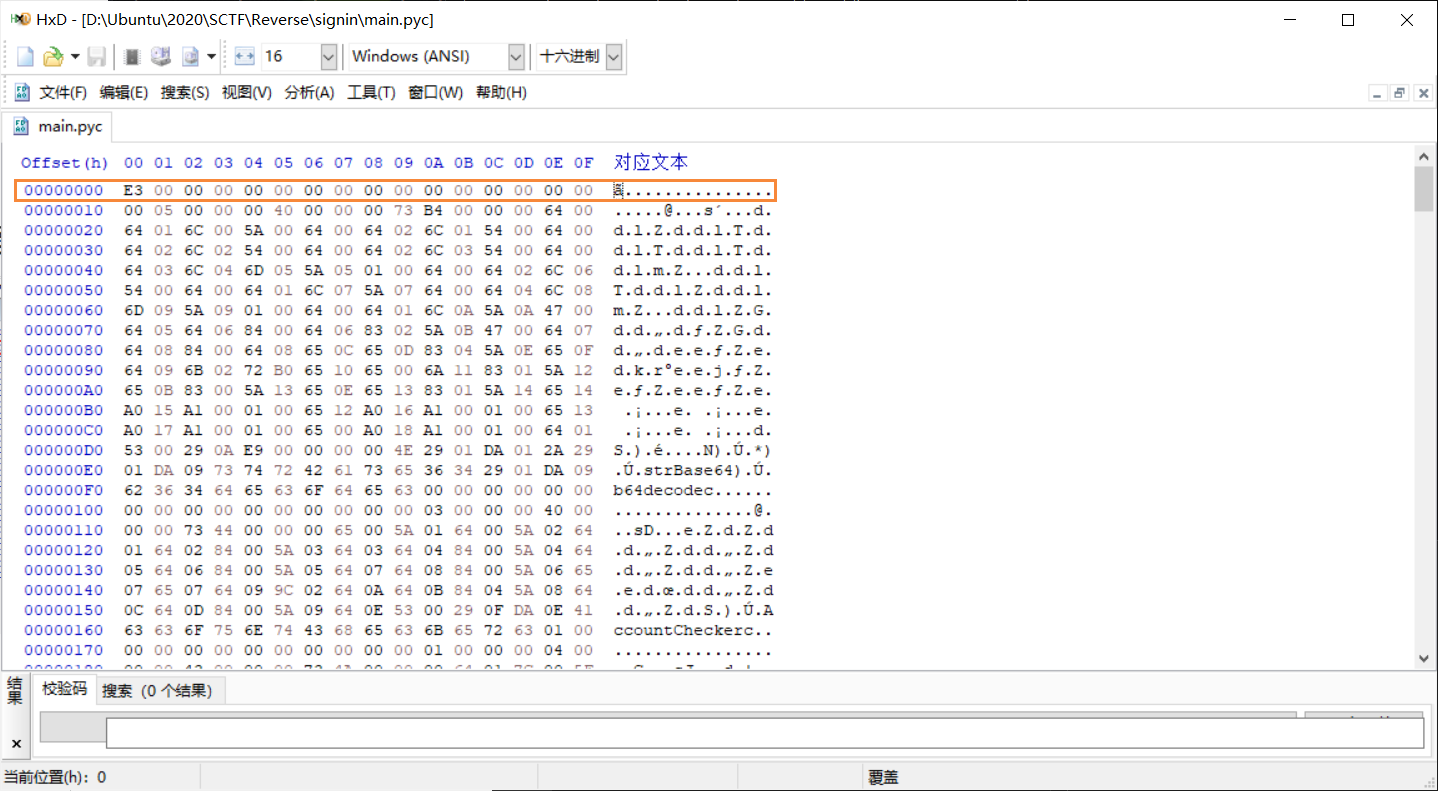 HxD - [D:\Ubuntu\2020\SCTF\Reverse\signin\main.pyc]
16 Windows (ANSI) 十六进制
文件(F) 编辑(E) 搜索(S) 视图(V) 分析(A) 工具(T) 窗口(W) 帮助(H)
main.pyc
Offset(h) 00 01 02 03 04 05 06 07 08 09 0A 0B 0C 0D 0E 0F 对应文本
00000000 E3 00 00 00 00 00 00 00 00 00 00 00 00 00 00 00 ã...............
00000010 00 05 00 00 00 40 00 00 00 73 B4 00 00 00 64 00 .....@...s´...d.
00000020 64 01 6C 00 5A 00 64 00 64 02 6C 01 54 00 64 00 d.l.Z.d.d.l.T.d.
00000030 64 02 6C 02 54 00 64 00 64 02 6C 03 54 00 64 00 d.l.T.d.d.l.T.d.
00000040 64 03 6C 04 6D 05 5A 05 01 00 64 00 64 02 6C 06 d.l.m.Z...d.d.l.
00000050 54 00 64 00 64 01 6C 07 5A 07 64 00 64 04 6C 08 T.d.d.l.Z.d.d.l.
00000060 6D 09 5A 09 01 00 64 00 64 01 6C 0A 5A 0A 47 00 m.Z...d.d.l.Z.G.
00000070 64 05 64 06 84 00 64 06 83 02 5A 0B 47 00 64 07 d.d.„.d.ƒ.Z.G.d.
00000080 64 08 84 00 64 08 65 0C 65 0D 83 04 5A 0E 65 0F d.„.d.e.e.ƒ.Z.e.
00000090 64 09 6B 02 72 B0 65 10 65 00 6A 11 83 01 5A 12 d.k.r°e.e.j.ƒ.Z.
000000A0 65 0B 83 00 5A 13 65 0E 65 13 83 01 5A 14 65 14 e.ƒ.Z.e.e.ƒ.Z.e.
000000B0 A0 15 A1 00 01 00 65 12 A0 16 A1 00 01 00 65 13  .¡...e. .¡...e.
000000C0 A0 17 A1 00 01 00 65 00 A0 18 A1 00 01 00 64 01  .¡...e. .¡...d.
000000D0 53 00 29 0A E9 00 00 00 00 4E 29 01 DA 01 2A 29 S.).é....N).Ú.*)
000000E0 01 DA 09 73 74 72 42 61 73 65 36 34 29 01 DA 09 .Ú.strBase64).Ú.
000000F0 62 36 34 64 65 63 6F 64 65 63 00 00 00 00 00 00 b64decodec......
00000100 00 00 00 00 00 00 00 00 00 03 00 00 00 40 00 00 .............@..
00000110 00 00 73 44 00 00 00 65 00 5A 01 64 00 5A 02 64 ..sD...e.Z.d.Z.d
00000120 01 64 02 84 00 5A 03 64 03 64 04 84 00 5A 04 64 .d.„.Z.d.d.„.Z.d
00000130 05 64 06 84 00 5A 05 64 07 64 08 84 00 5A 06 65 .d.„.Z.d.d.„.Z.e
00000140 07 65 07 64 09 9C 02 64 0A 64 0B 84 04 5A 08 64 .e.d.œ.d.d.„.Z.d
00000150 0C 64 0D 84 00 5A 09 64 0E 53 00 29 0F DA 0E 41 .d.„.Z.d.S.).Ú.A
00000160 63 63 6F 75 6E 74 43 68 65 63 6B 65 72 63 01 00 ccountCheckerc..
00000170 00 00 00 00 00 00 00 00 00 00 01 00 00 00 04 00 ................
结果
校验码 搜索 (0 个结果)
当前位置(h): 0 覆盖